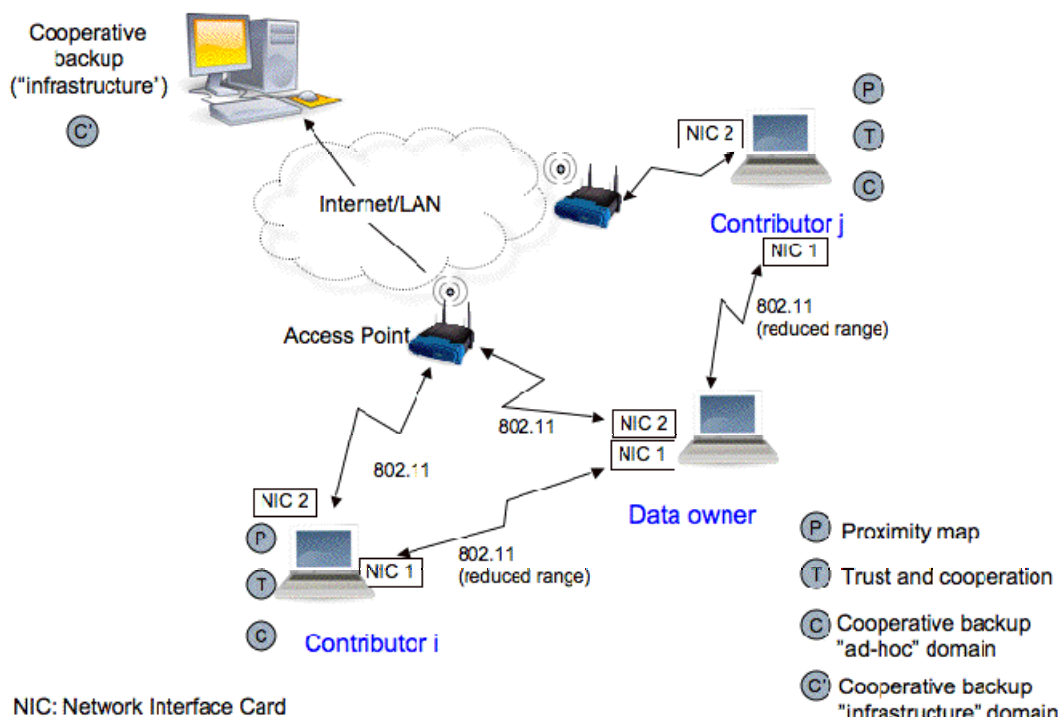 Cooperative
backup
("infrastructure')
C'
Internet/LAN
NIC 2
P
T
C
Contributor j
NIC 1
802.11
(reduced range)
Access Point
802.11
NIC 2
NIC 1
802.11
Data owner
NIC 2
P
T
C
NIC 1
802.11
(reduced range)
Contributor i
P Proximity map
T Trust and cooperation
C Cooperative backup
"ad-hoc" domain
C' Cooperative backup
"infrastructure" domain
NIC: Network Interface Card